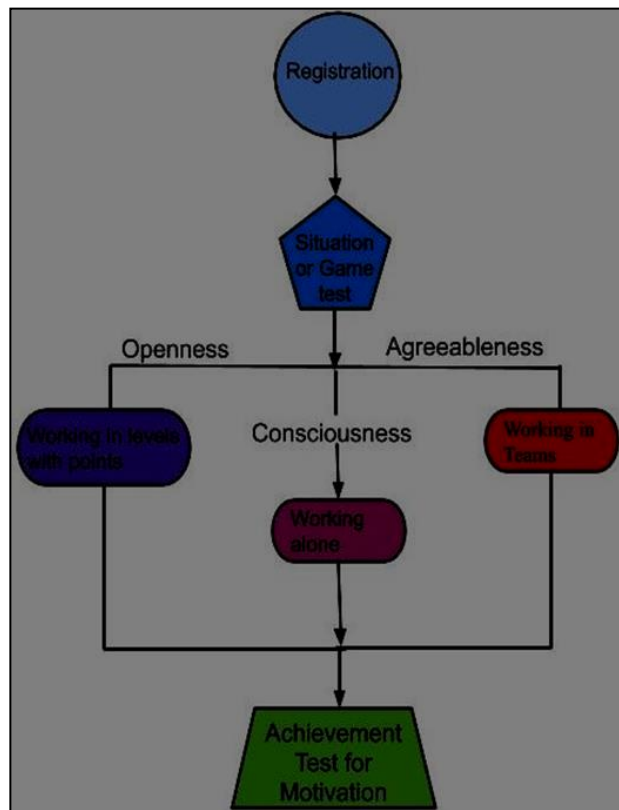 Registration
Situation
or Game
test
Openness
Agreeableness
Working in levels
with points
Consciousness
Working in
Teams
Working
alone
Achievement
Test for
Motivation